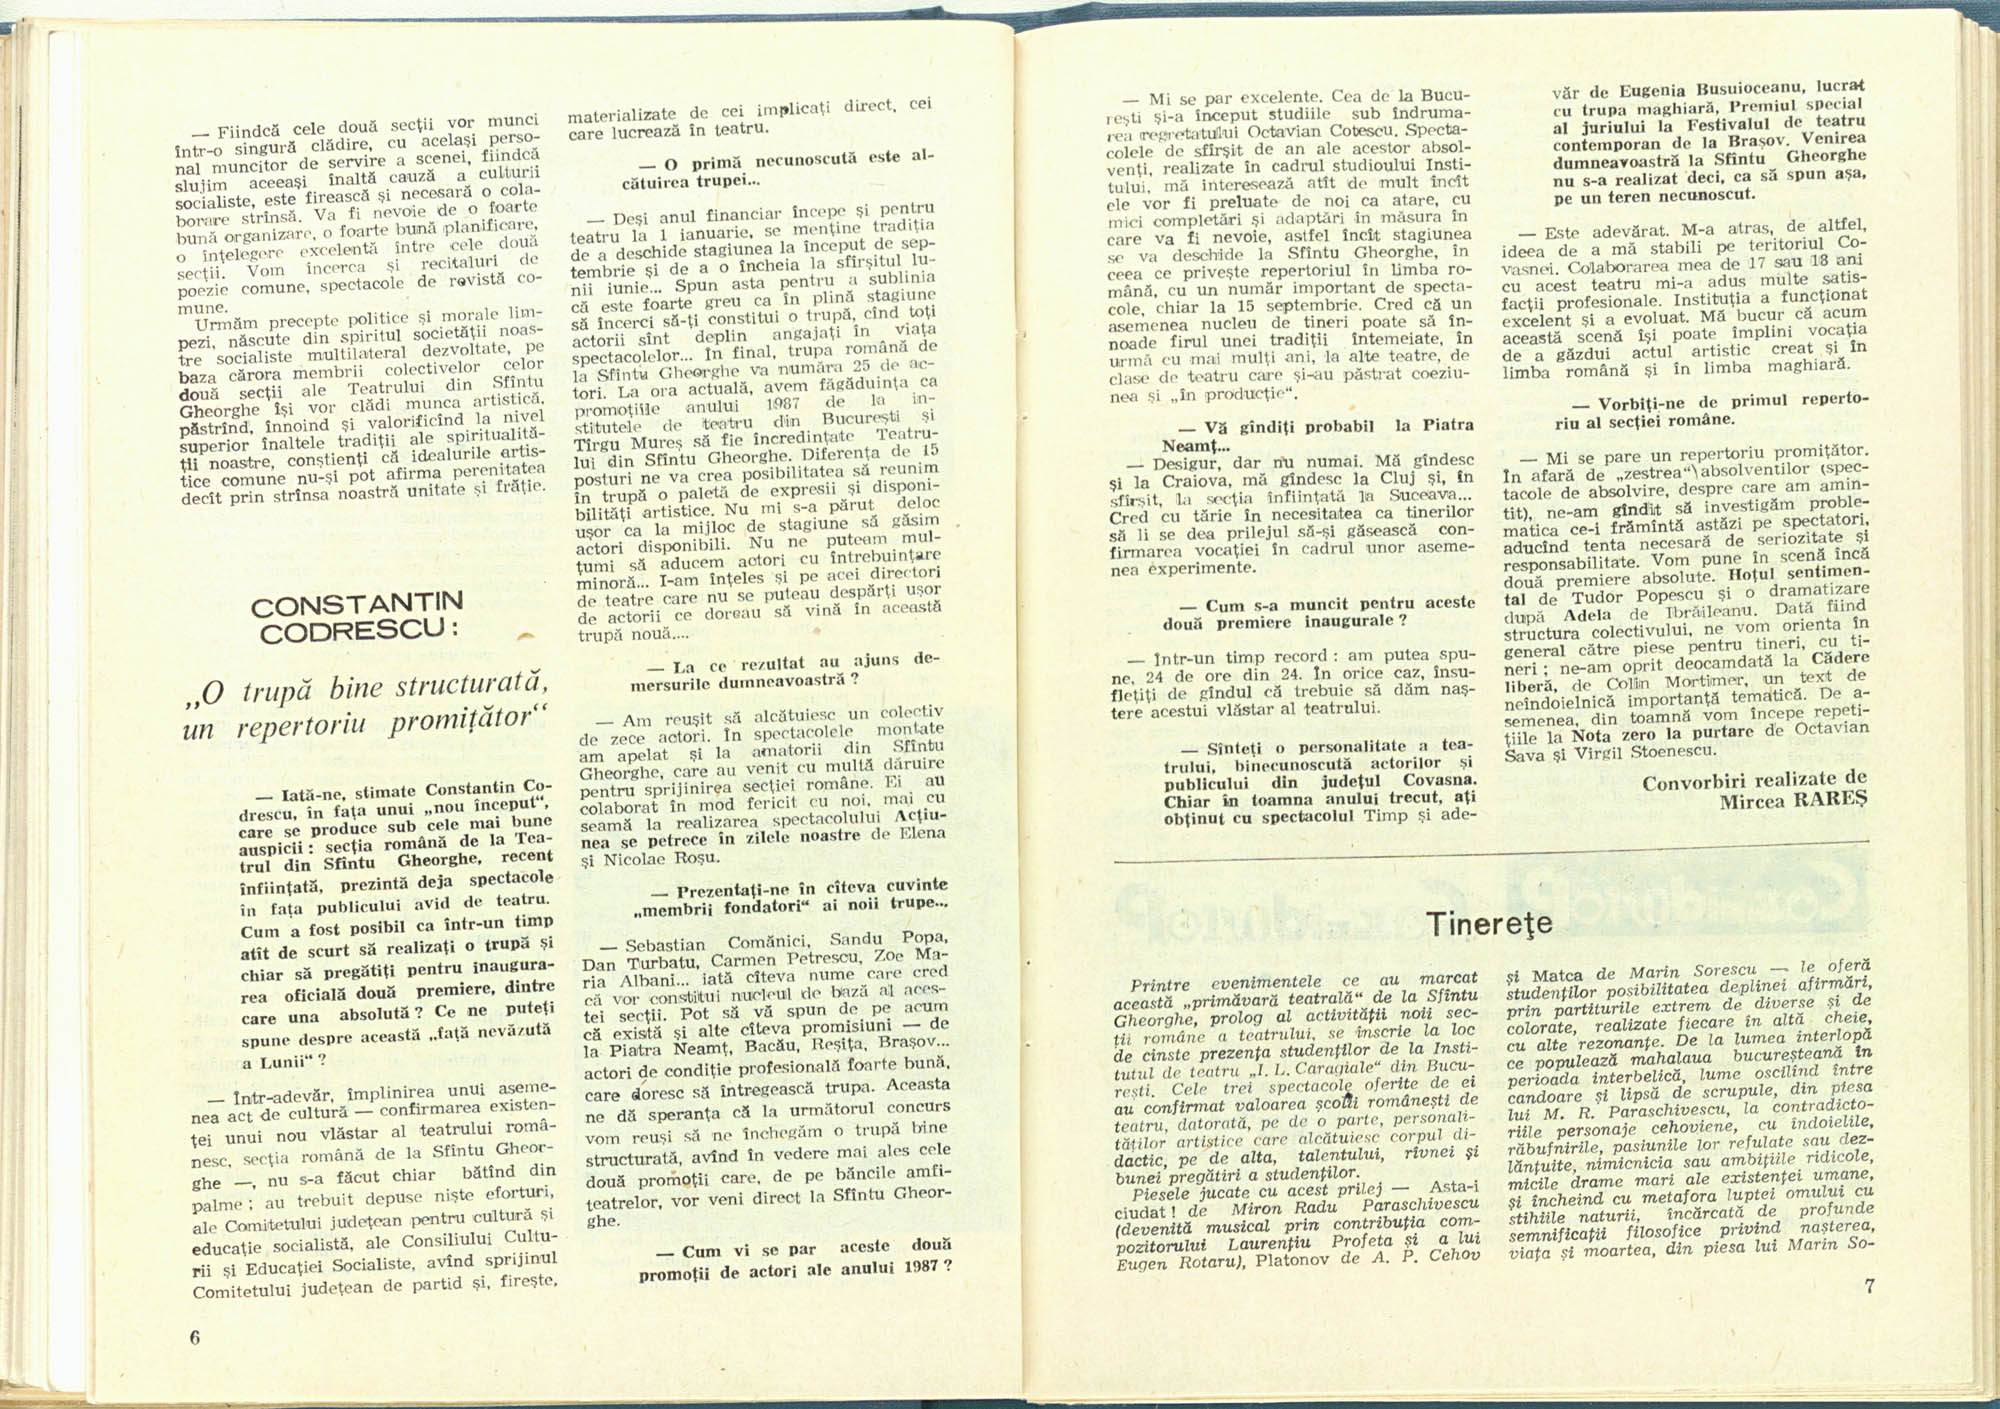 — Fiindcă cele două secții vor munci
într-o singură clădire, cu același perso-
nal muncitor de servire a scenei, fiindcă
slujim aceeași înaltă cauză a culturii
socialiste, este firească și necesară o cola-
borare strînsă. Va fi nevoie de o foarte
bună organizare, o foarte bună planificare,
o înțelegere excelentă între cele două
secții. Vom încerca și recitaluri de
poezie comune, spectacole de revistă co-
mune.
Urmăm precepte politice și morale lim-
pezi, născute din spiritul societății noas-
tre socialiste multilateral dezvoltate, pe
baza cărora membrii colectivelor celor
două secții ale Teatrului din Sfîntu
Gheorghe își vor clădi munca artistică,
păstrînd, înnoind și valorificînd la nivel
superior înaltele tradiții ale spiritualită-
ții noastre, conștienți că idealurile artis-
tice comune nu-și pot afirma perenitatea
decît prin strînsa noastră unitate și frăție.
CONSTANTIN
CODRESCU :
„O trupă bine structurată,
un repertoriu promițător“
— Iată-ne, stimate Constantin Co-
drescu, în fața unui „nou început“,
care se produce sub cele mai bune
auspicii : secția română de la Tea-
trul din Sfîntu Gheorghe, recent
înființată, prezintă deja spectacole
în fața publicului avid de teatru.
Cum a fost posibil ca într-un timp
atît de scurt să realizați o trupă și
chiar să pregătiți pentru inaugura-
rea oficială două premiere, dintre
care una absolută ? Ce ne puteți
spune despre această „față nevăzută
a Lunii“ ?
— Într-adevăr, împlinirea unui aseme-
nea act de cultură — confirmarea existen-
ței unui nou vlăstar al teatrului româ-
nesc, secția română de la Sfîntu Gheor-
ghe —, nu s-a făcut chiar bătînd din
palme ; au trebuit depuse niște eforturi,
ale Comitetului județean pentru cultură și
educație socialistă, ale Consiliului Cultu-
rii și Educației Socialiste, avînd sprijinul
Comitetului județean de partid și, firește,
6
materializate de cei implicați direct, cei
care lucrează în teatru.
— O primă necunoscută este al-
cătuirea trupei...
— Deși anul financiar începe și pentru
teatru la 1 ianuarie, se menține tradiția
de a deschide stagiunea la început de sep-
tembrie și de a o încheia la sfîrșitul lu-
nii iunie... Spun asta pentru a sublinia
că este foarte greu ca în plină stagiune
să încerci să-ți constitui o trupă, cînd toți
actorii sînt deplin angajați în viața
spectacolelor... În final, trupa română de
la Sfîntu Gheorghe va număra 25 de ac-
tori. La ora actuală, avem făgăduința ca
promoțiile anului 1987 de la in-
stitutele de teatru din București și
Tîrgu Mureș să fie încredințate Teatru-
lui din Sfîntu Gheorghe. Diferența de 15
posturi ne va crea posibilitatea să reunim
în trupă o paletă de expresii și disponi-
bilități artistice. Nu mi s-a părut deloc
ușor ca la mijloc de stagiune să găsim
actori disponibili. Nu ne puteam mul-
țumi să aducem actori cu întrebuințare
minoră... I-am înțeles și pe acei directori
de teatre care nu se puteau despărți ușor
de actorii ce doreau să vină în această
trupă nouă....
— La ce rezultat au ajuns de-
mersurile dumneavoastră ?
— Am reușit să alcătuiesc un colectiv
de zece actori. În spectacolele montate
am apelat și la amatorii din Sfîntu
Gheorghe, care au venit cu multă dăruire
pentru sprijinirea secției române. Ei au
colaborat în mod fericit cu noi, mai cu
seamă la realizarea spectacolului Acțiu-
nea se petrece în zilele noastre de Elena
și Nicolae Roșu.
— Prezentați-ne în cîteva cuvinte
„membrii fondatori“ ai noii trupe...
— Sebastian Comănici, Sandu Popa,
Dan Turbatu, Carmen Petrescu, Zoe Ma-
ria Albani... iată cîteva nume care cred
că vor constitui nucleul de bază al aces-
tei secții. Pot să vă spun de pe acum
că există și alte cîteva promisiuni — de
la Piatra Neamț, Bacău, Reșița, Brașov...
actori de condiție profesională foarte bună,
care doresc să întregească trupa. Aceasta
ne dă speranța că la următorul concurs
vom reuși să ne închegăm o trupă bine
structurată, avînd în vedere mai ales cele
două promoții care, de pe băncile amfi-
teatrelor, vor veni direct la Sfîntu Gheor-
ghe.
— Cum vi se par aceste două
promoții de actori ale anului 1987 ?
— Mi se par excelente. Cea de la Bucu-
rești și-a început studiile sub îndruma-
rea regretatului Octavian Cotescu. Specta-
colele de sfîrșit de an ale acestor absol-
venți, realizate în cadrul studioului Insti-
tului, mă interesează atît de mult încît
ele vor fi preluate de noi ca atare, cu
mici completări și adaptări în măsura în
care va fi nevoie, astfel încît stagiunea
se va deschide la Sfîntu Gheorghe, în
ceea ce privește repertoriul în limba ro-
mână, cu un număr important de specta-
cole, chiar la 15 septembrie. Cred că un
asemenea nucleu de tineri poate să în-
noade firul unei tradiții întemeiate, în
urmă cu mai mulți ani, la alte teatre, de
clase de teatru care și-au păstrat coeziu-
nea și „în producție“.
— Vă gîndiți probabil la Piatra
Neamț...
— Desigur, dar nu numai. Mă gîndesc
și la Craiova, mă gîndesc la Cluj și, în
sfîrșit, la secția înființată la Suceava...
Cred cu tărie în necesitatea ca tinerilor
să li se dea prilejul să-și găsească con-
firmarea vocației în cadrul unor aseme-
nea experimente.
— Cum s-a muncit pentru aceste
două premiere inaugurale ?
— Într-un timp record : am putea spu-
ne, 24 de ore din 24. În orice caz, însu-
flețiți de gîndul că trebuie să dăm naș-
tere acestui vlăstar al teatrului.
— Sînteți o personalitate a tea-
trului, binecunoscută actorilor și
publicului din județul Covasna.
Chiar în toamna anului trecut, ați
obținut cu spectacolul Timp și ade-
văr de Eugenia Busuioceanu, lucrat
cu trupa maghiară, Premiul special
al juriului la Festivalul de teatru
contemporan de la Brașov. Venirea
dumneavoastră la Sfîntu Gheorghe
nu s-a realizat deci, ca să spun așa,
pe un teren necunoscut.
— Este adevărat. M-a atras, de altfel,
ideea de a mă stabili pe teritoriul Co-
vasnei. Colaborarea mea de 17 sau 18 ani
cu acest teatru mi-a adus multe satis-
facții profesionale. Instituția a funcționat
excelent și a evoluat. Mă bucur că acum
această scenă își poate împlini vocația
de a găzdui actul artistic creat și în
limba română și în limba maghiară.
— Vorbiți-ne de primul reperto-
riu al secției române.
— Mi se pare un repertoriu promițător.
În afară de „zestrea“ absolvenților (spec-
tacole de absolvire, despre care am amin-
tit), ne-am gîndit să investigăm proble-
matica ce-i frămîntă astăzi pe spectatori,
aducînd tenta necesară de seriozitate și
responsabilitate. Vom pune în scenă încă
două premiere absolute. Hoțul sentimen-
tal de Tudor Popescu și o dramatizare
după Adela de Ibrăileanu. Dată fiind
structura colectivului, ne vom orienta în
general către piese pentru tineri, cu ti-
neri ; ne-am oprit deocamdată la Cădere
liberă, de Colin Mortimer, un text de
neîndoielnică importanță tematică. De a-
semenea, din toamnă vom începe repeti-
țiile la Nota zero la purtare de Octavian
Sava și Virgil Stoenescu.
Convorbiri realizate de
Mircea RAREȘ
Tinerețe
Printre evenimentele ce au marcat
această „primăvară teatrală“ de la Sfîntu
Gheorghe, prolog al activității noii sec-
ții române a teatrului, se înscrie la loc
de cinste prezența studenților de la Insti-
tutul de teatru „I. L. Caragiale“ din Bucu-
rești. Cele trei spectacole oferite de ei
au confirmat valoarea școlii românești de
teatru, datorată, pe de o parte, personali-
tăților artistice care alcătuiesc corpul di-
dactic, pe de alta, talentului, rîvnei și
bunei pregătiri a studenților.
Piesele jucate cu acest prilej — Asta-i
ciudat ! de Miron Radu Paraschivescu
(devenită musical prin contribuția com-
pozitorului Laurențiu Profeta și a lui
Eugen Rotaru), Platonov de A. P. Cehov
și Matca de Marin Sorescu — le oferă
studenților posibilitatea deplinei afirmări,
prin partiturile extrem de diverse și de
colorate, realizate fiecare în altă cheie,
cu alte rezonanțe. De la lumea interlopă
ce populează mahalaua bucureșteană în
perioada interbelică, lume oscilînd între
candoare și lipsă de scrupule, din piesa
lui M. R. Paraschivescu, la contradicto-
riile personaje cehoviene, cu îndoielile,
răbufnirile, pasiunile lor refulate sau dez-
lănțuite, nimicnicia sau ambițiile ridicole,
micile drame mari ale existenței umane,
și încheind cu metafora luptei omului cu
stihiile naturii, încărcată de profunde
semnificații filosofice privind nașterea,
viața și moartea, din piesa lui Marin So-
7